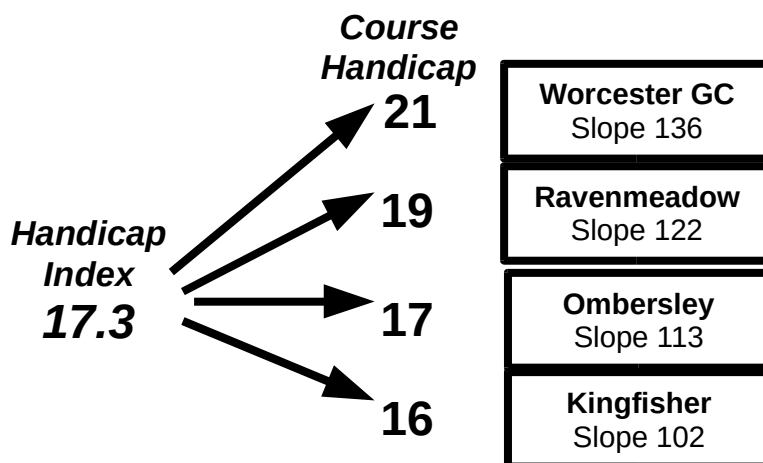 Course
Handicap
21
Worcester GC
Slope 136
19
Ravenmeadow
Slope 122
Handicap
Index
17.3
17
Ombersley
Slope 113
16
Kingfisher
Slope 102